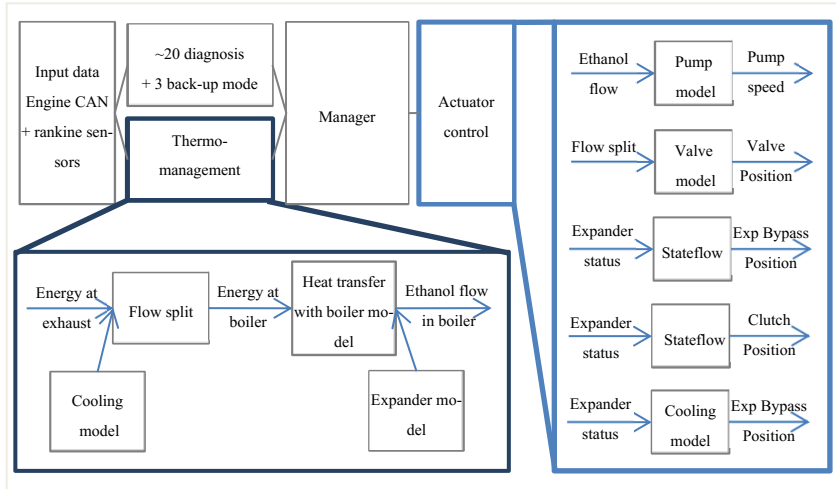 Input data
Engine CAN
+ rankine sen-
sors
~20 diagnosis
+ 3 back-up mode
Thermo-
management
Manager
Actuator
control
Energy at
exhaust
Flow split
Energy at
boiler
Heat transfer
with boiler mo-
del
Ethanol flow
in boiler
Cooling
model
Expander mo-
del
Ethanol
flow
Pump
model
Pump
speed
Flow split
Valve
model
Valve
Position
Expander
status
Stateflow
Exp Bypass
Position
Expander
status
Stateflow
Clutch
Position
Expander
status
Cooling
model
Exp Bypass
Position